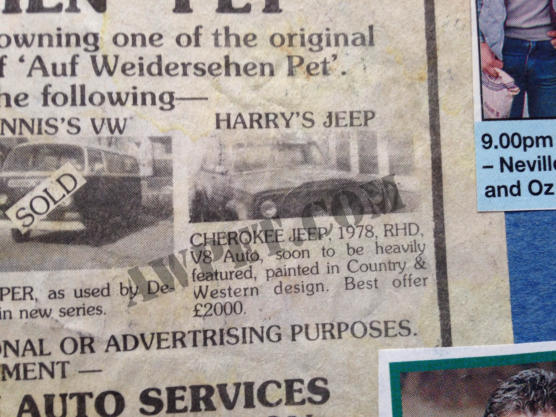 owning one of the original
'Auf Weidersehen Pet'.
he following—
NNIS'S VW
HARRY'S JEEP
SOLD
PER, as used by De-
in new series.
CHEROKEE JEEP, 1978, RHD,
V8 Auto, soon to be heavily
featured, painted in Country &
Western design. Best offer
£2000.
ONAL OR ADVERTRISING PURPOSES.
MENT —
AUTO SERVICES
9.00pm
– Neville
and Oz